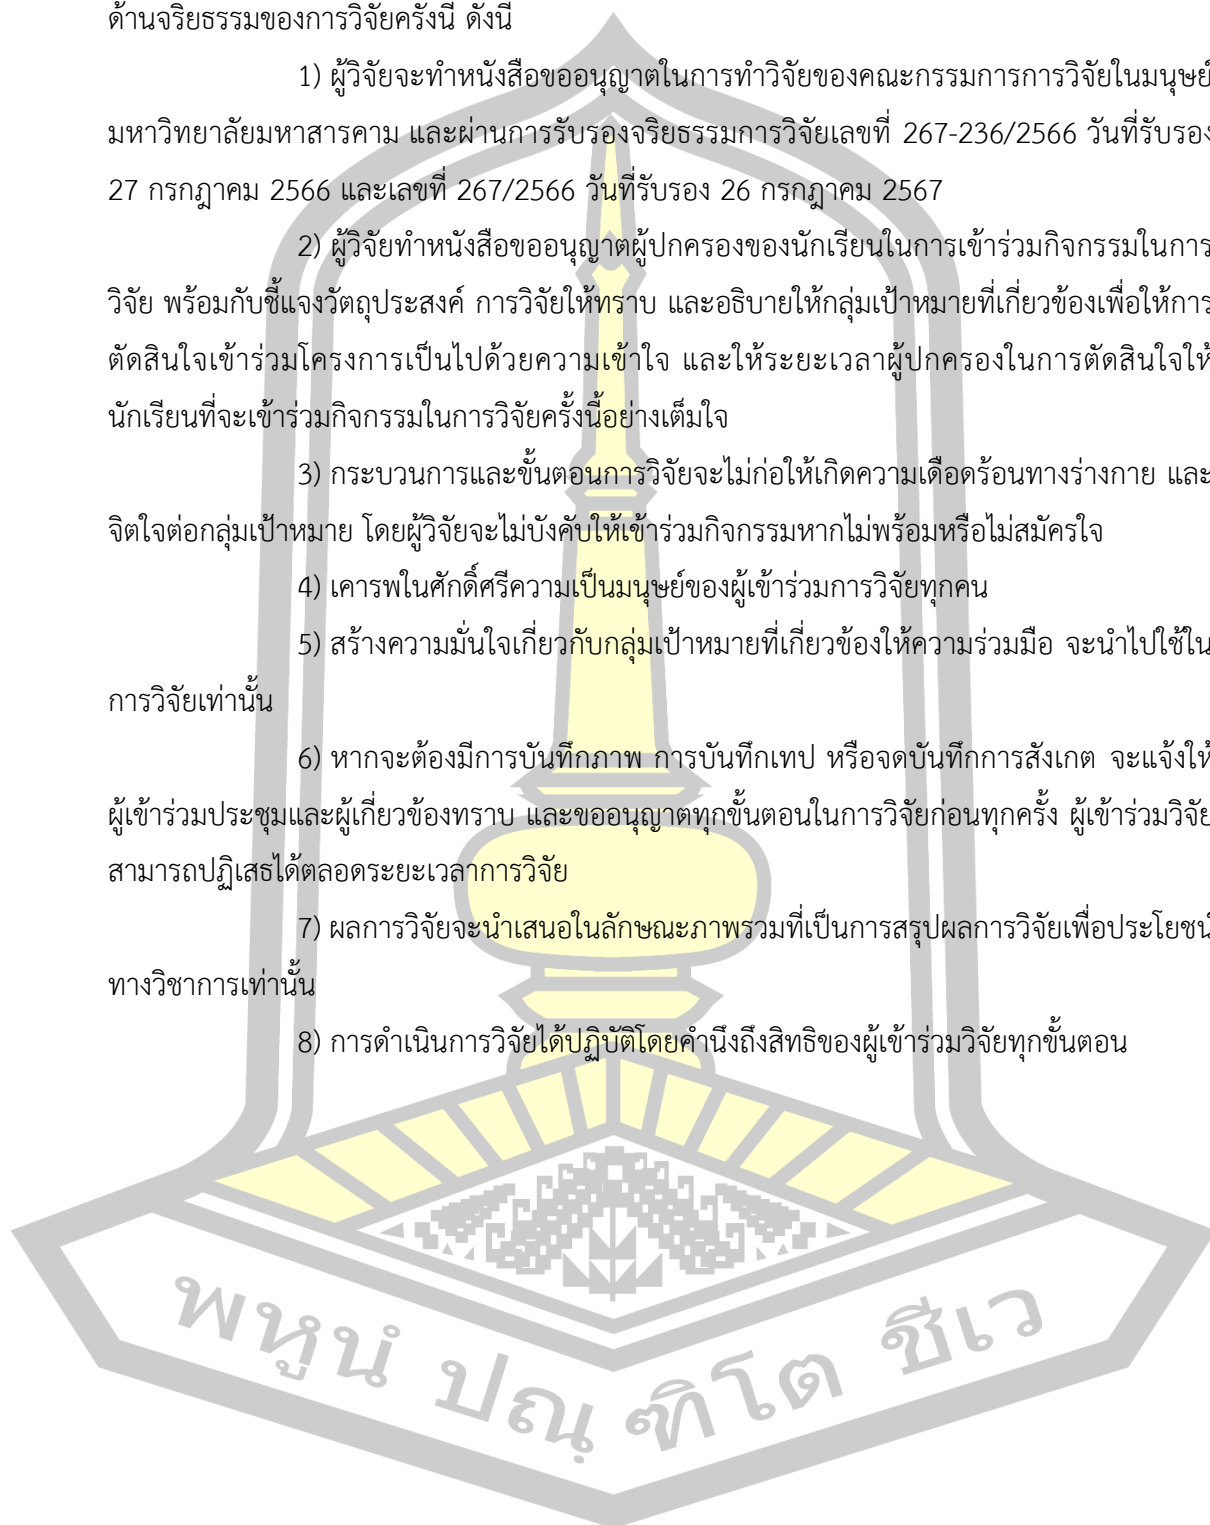 ด้านจริยธรรมของการวิจัยครั้งนี้ ดังนี้
1) ผู้วิจัยจะทำหนังสือขออนุญาตในการทำวิจัยของคณะกรรมการการวิจัยในมนุษย์
มหาวิทยาลัยมหาสารคาม และผ่านการรับรองจริยธรรมการวิจัยเลขที่ 267-236/2566 วันที่รับรอง
27 กรกฎาคม 2566 และเลขที่ 267/2566 วันที่รับรอง 26 กรกฎาคม 2567
2) ผู้วิจัยทำหนังสือขออนุญาตผู้ปกครองของนักเรียนในการเข้าร่วมกิจกรรมในการ
วิจัย พร้อมกับชี้แจงวัตถุประสงค์ การวิจัยให้ทราบ และอธิบายให้กลุ่มเป้าหมายที่เกี่ยวข้องเพื่อให้การ
ตัดสินใจเข้าร่วมโครงการเป็นไปด้วยความเข้าใจ และให้ระยะเวลาผู้ปกครองในการตัดสินใจให้
นักเรียนที่จะเข้าร่วมกิจกรรมในการวิจัยครั้งนี้อย่างเต็มใจ
3) กระบวนการและขั้นตอนการวิจัยจะไม่ก่อให้เกิดความเดือดร้อนทางร่างกาย และ
จิตใจต่อกลุ่มเป้าหมาย โดยผู้วิจัยจะไม่บังคับให้เข้าร่วมกิจกรรมหากไม่พร้อมหรือไม่สมัครใจ
4) เคารพในศักดิ์ศรีความเป็นมนุษย์ของผู้เข้าร่วมการวิจัยทุกคน
5) สร้างความมั่นใจเกี่ยวกับกลุ่มเป้าหมายที่เกี่ยวข้องให้ความร่วมมือ จะนำไปใช้ใน
การวิจัยเท่านั้น
6) หากจะต้องมีการบันทึกภาพ การบันทึกเทป หรือจดบันทึกการสังเกต จะแจ้งให้
ผู้เข้าร่วมประชุมและผู้เกี่ยวข้องทราบ และขออนุญาตทุกขั้นตอนในการวิจัยก่อนทุกครั้ง ผู้เข้าร่วมวิจัย
สามารถปฏิเสธได้ตลอดระยะเวลาการวิจัย
7) ผลการวิจัยจะนำเสนอในลักษณะภาพรวมที่เป็นการสรุปผลการวิจัยเพื่อประโยชน์
ทางวิชาการเท่านั้น
8) การดำเนินการวิจัยได้ปฏิบัติโดยคำนึงถึงสิทธิของผู้เข้าร่วมวิจัยทุกขั้นตอน
พหูนํ ปณฺฑิโต ชีเว